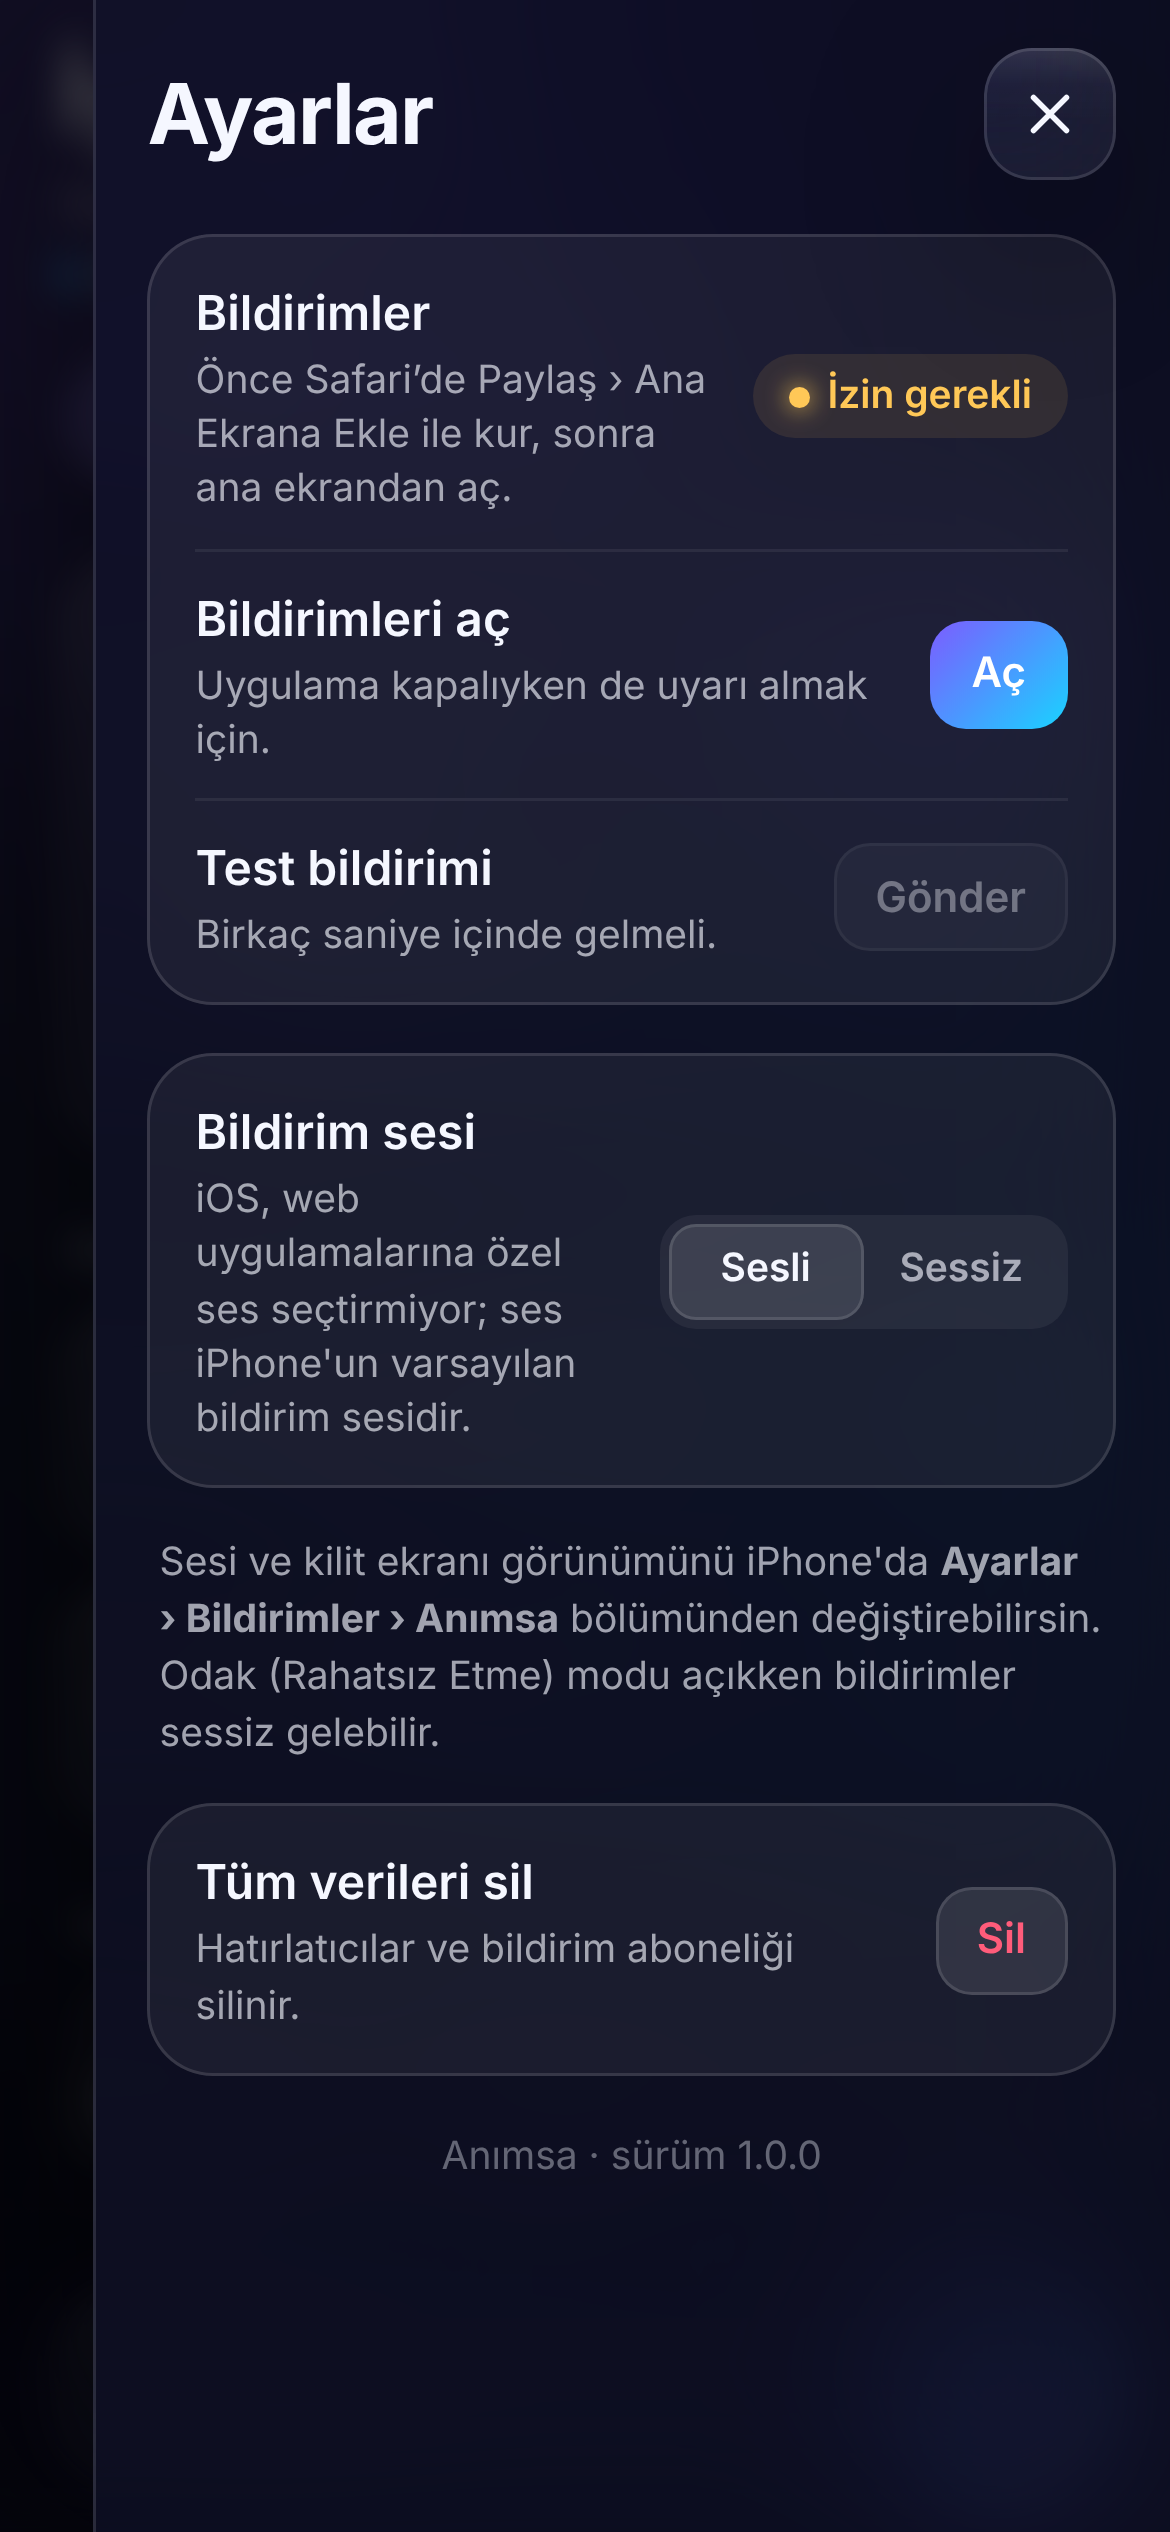 Ayarlar
Bildirimler
Önce Safari’de Paylaş › Ana
Ekrana Ekle ile kur, sonra
ana ekrandan aç.
İzin gerekli
Bildirimleri aç
Uygulama kapalıyken de uyarı almak
için.
Aç
Test bildirimi
Birkaç saniye içinde gelmeli.
Gönder
Bildirim sesi
iOS, web
uygulamalarına özel
ses seçtirmiyor; ses
iPhone'un varsayılan
bildirim sesidir.
Sesli
Sessiz
Sesi ve kilit ekranı görünümünü iPhone'da Ayarlar
› Bildirimler › Anımsa bölümünden değiştirebilirsin.
Odak (Rahatsız Etme) modu açıkken bildirimler
sessiz gelebilir.
Tüm verileri sil
Hatırlatıcılar ve bildirim aboneliği
silinir.
Sil
Anımsa · sürüm 1.0.0